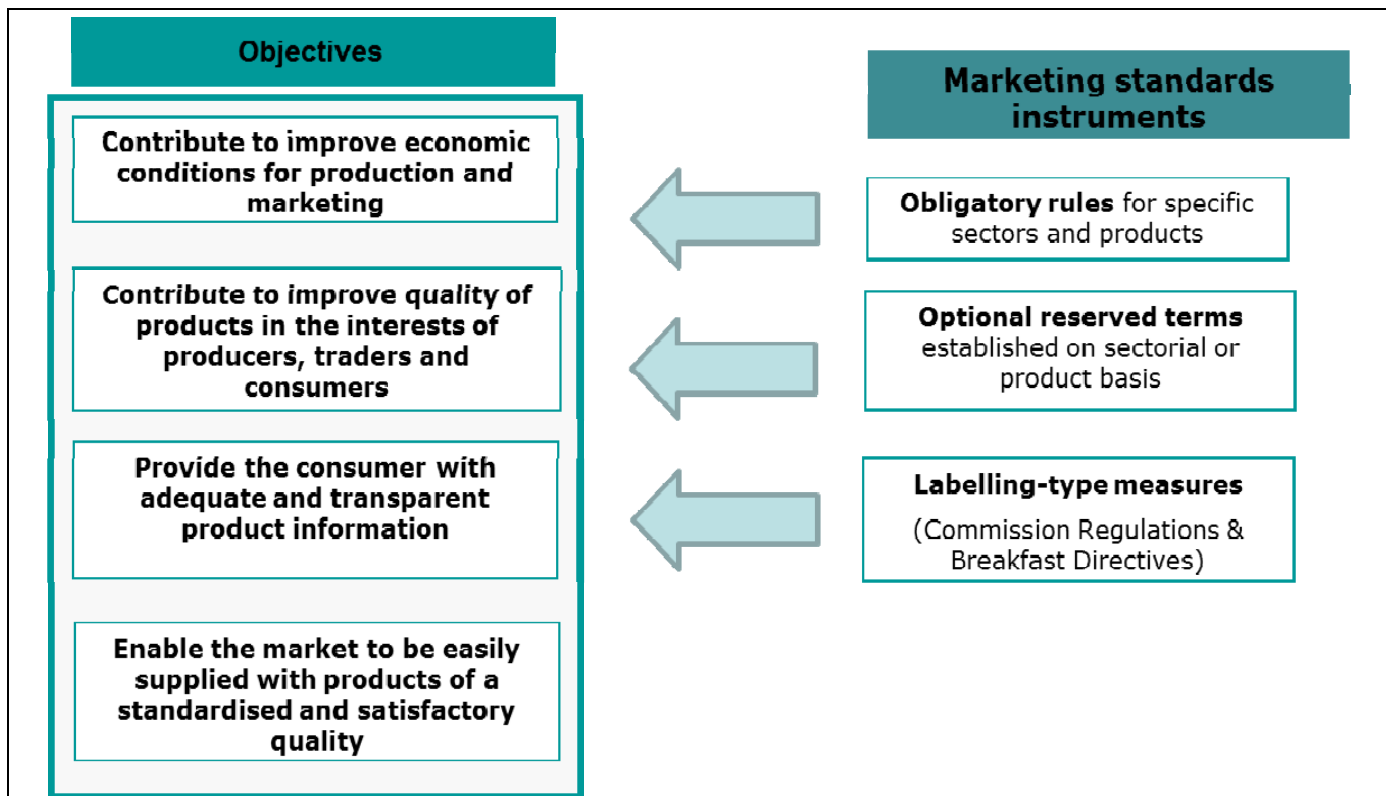 Objectives
Contribute to improve economic
conditions for production and
marketing
Contribute to improve quality of
products in the interests of
producers, traders and
consumers
Provide the consumer with
adequate and transparent
product information
Enable the market to be easily
supplied with products of a
standardised and satisfactory
quality
Marketing standards
instruments
Obligatory rules for specific
sectors and products
Optional reserved terms
established on sectorial or
product basis
Labelling-type measures
(Commission Regulations &
Breakfast Directives)